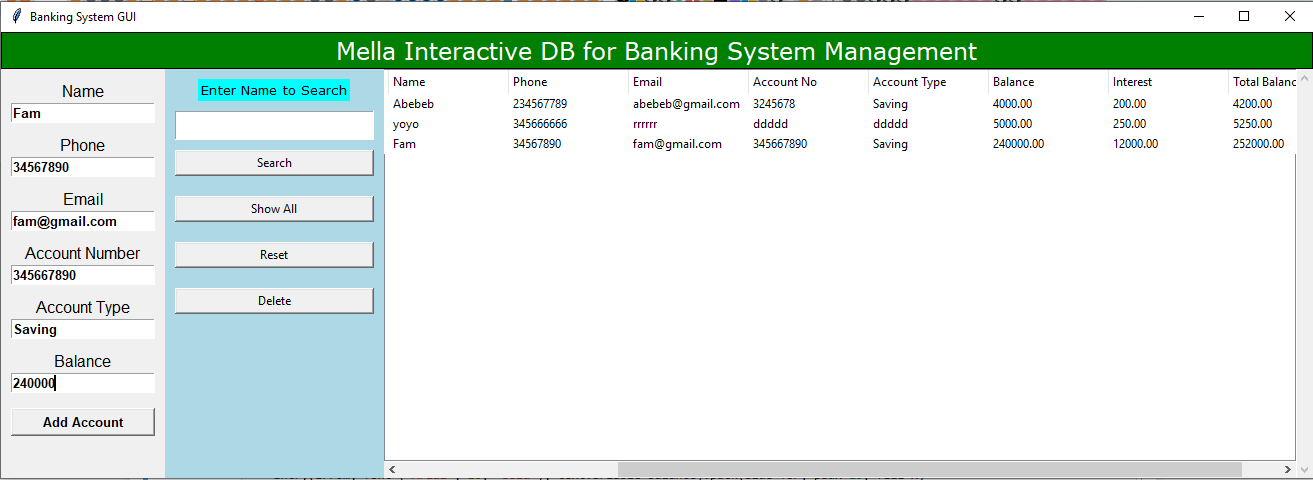 Banking System GUI
Mella Interactive DB for Banking System Management
Name
Fam
Phone
34567890
Email
fam@gmail.com
Account Number
345667890
Account Type
Saving
Balance
240000
Add Account
Enter Name to Search
Search
Show All
Reset
Delete
Name Phone Email Account No Account Type Balance Interest Total Balanc
Abebeb 234567789 abebeb@gmail.com 3245678 Saving 4000.00 200.00 4200.00
yoyo 345666666 rrrrrr ddddd ddddd 5000.00 250.00 5250.00
Fam 34567890 fam@gmail.com 345667890 Saving 240000.00 12000.00 252000.00